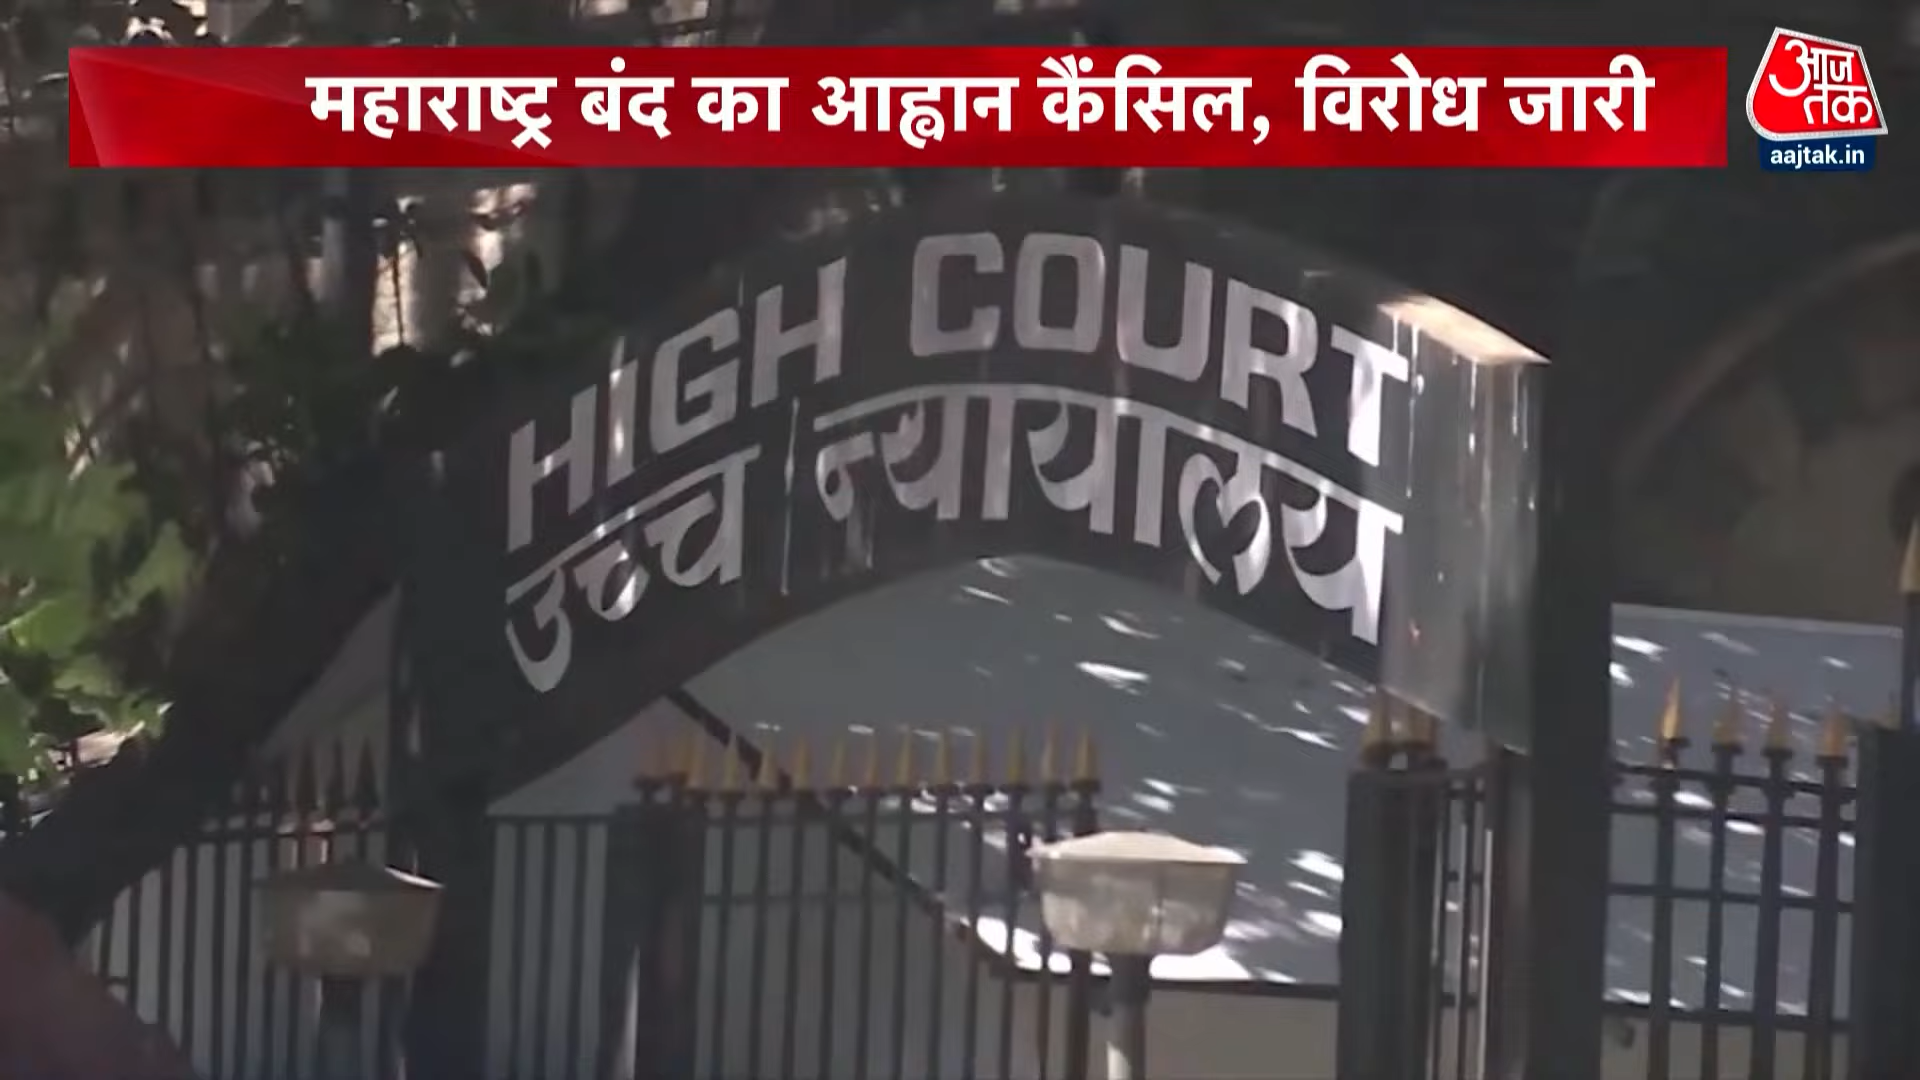 महाराष्ट्र बंद का आह्वान कैंसिल, विरोध जारी
आज
तक
aajtak.in
HIGH COURT
उच्च न्यायालय